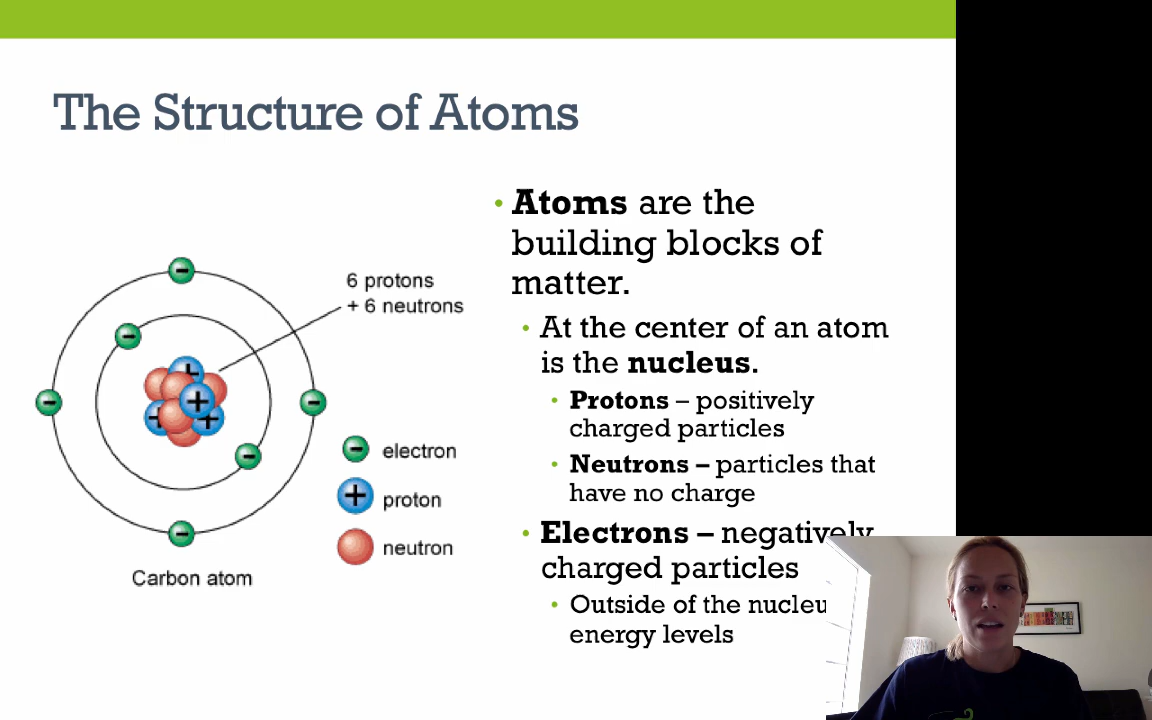 The Structure of Atoms
• Atoms are the
building blocks of
matter.
• At the center of an atom
is the nucleus.
• Protons – positively
charged particles
• Neutrons – particles that
have no charge
• Electrons – negatively
charged particles
• Outside of the
energy levels
6 protons
+ 6 neutrons
electron
proton
neutron
Carbon atom